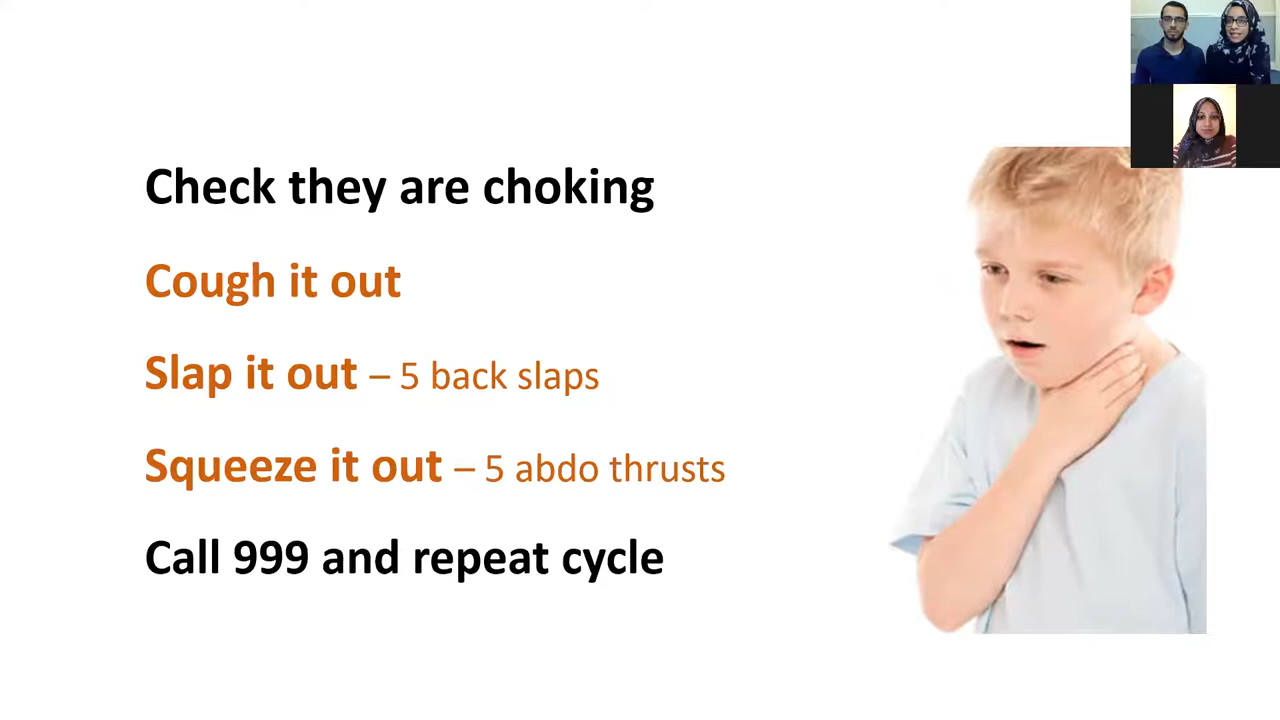 Check they are choking
Cough it out
Slap it out – 5 back slaps
Squeeze it out – 5 abdo thrusts
Call 999 and repeat cycle